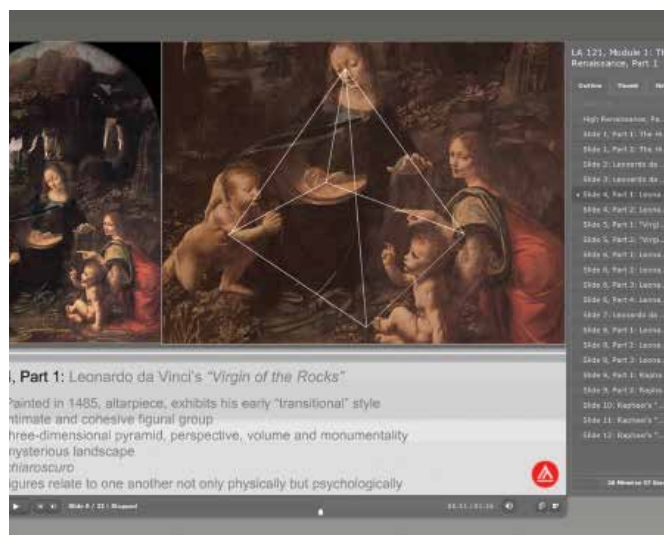 LA 121, Module 1: Th
Renaissance, Part 1
Outline
High Renaissance, Pa...
Slide 1, Part 1: The H...
Slide 1, Part 2: The H...
Slide 2: Leonardo da ...
Slide 3: Leonardo da ...
Slide 4, Part 1: Leona...
Slide 4, Part 2: Leona...
Slide 5, Part 1: "Virgi...
Slide 5, Part 2: "Virgi...
Slide 6, Part 1: Leona...
Slide 6, Part 2: Leona...
Slide 6, Part 3: Leona...
Slide 6, Part 4: Leona...
Slide 7: Leonardo da ...
Slide 8, Part 1: Leona...
Slide 8, Part 2: Leona...
Slide 8, Part 3: Leona...
Slide 9, Part 1: Rapha...
Slide 9, Part 2: Rapha...
Slide 10: Raphael's "...
Slide 11: Raphael's "...
Slide 12: Raphael's "...
, Part 1: Leonardo da Vinci's "Virgin of the Rocks"
Painted in 1485, altarpiece, exhibits his early "transitional" style
ntimate and cohesive figural group
hree-dimensional pyramid, perspective, volume and monumentality
mysterious landscape
hiaroscuro
igures relate to one another not only physically but psychologically
Slide 6 / 22 | Stopped